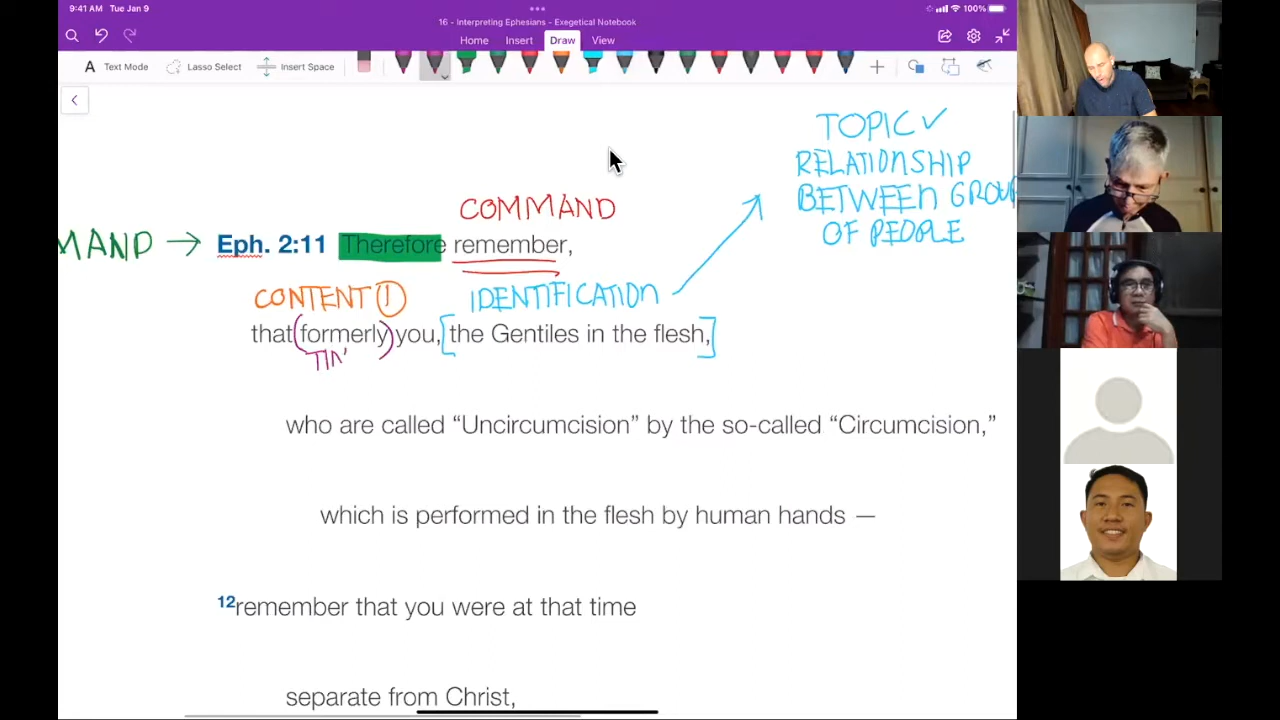 9:41 AM Tue Jan 9
100%
16 - Interpreting Ephesians - Exegetical Notebook
Home Insert Draw View
A Text Mode Lasso Select Insert Space
TOPIC ✓
RELATIONSHIP
BETWEEN GROUP
OF PEOPLE
COMMAND
MAND → Eph. 2:11 Therefore remember,
CONTENT ① IDENTIFICATION
that (formerly) you, [the Gentiles in the flesh,]
who are called “Uncircumcision” by the so-called “Circumcision,”
which is performed in the flesh by human hands —
12remember that you were at that time
separate from Christ,